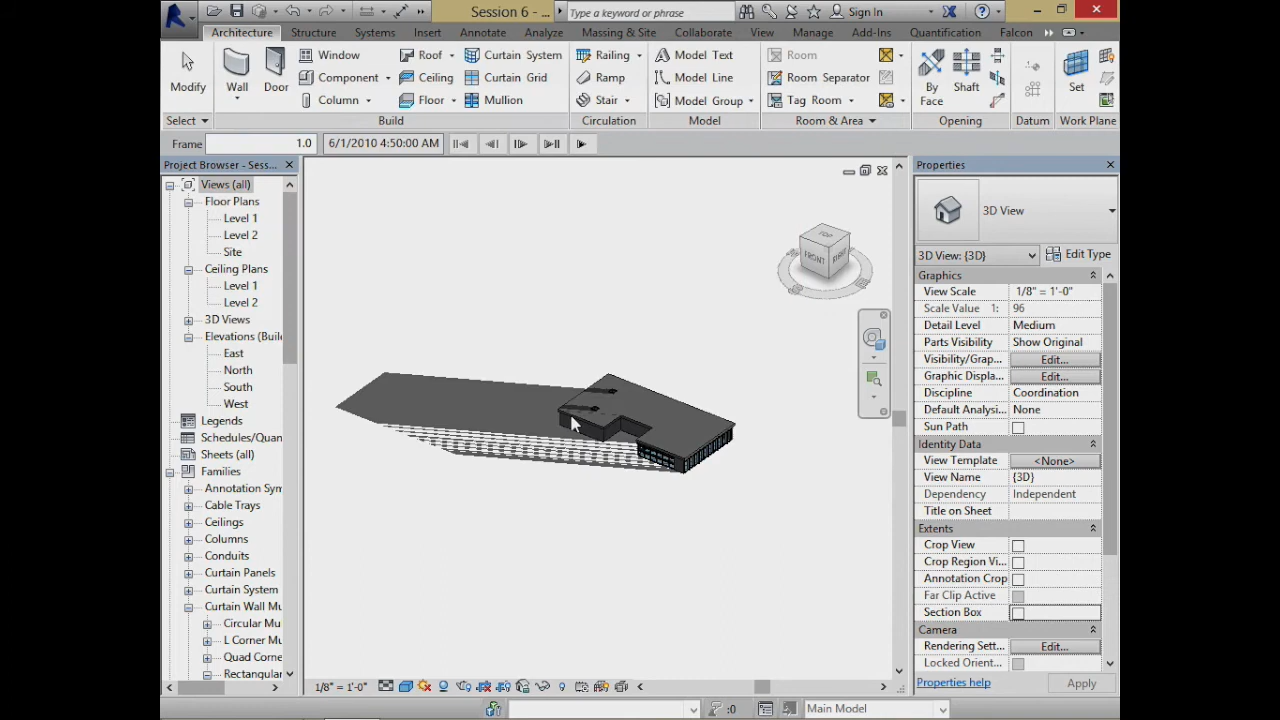 Session 6 - ...
Type a keyword or phrase
Sign In
Architecture Structure Systems Insert Annotate Analyze Massing & Site Collaborate View Manage Add-Ins Quantification Falcon
Modify
Wall
Door
Window
Component
Column
Roof
Ceiling
Floor
Curtain System
Curtain Grid
Mullion
Railing
Ramp
Stair
Model Text
Model Line
Model Group
Room
Room Separator
Tag Room
By Face
Shaft
Set
Select Build Circulation Model Room & Area Opening Datum Work Plane
Frame 1.0 6/1/2010 4:50:00 AM
Project Browser - Sess...
Views (all)
Floor Plans
Level 1
Level 2
Site
Ceiling Plans
Level 1
Level 2
3D Views
Elevations (Buil
East
North
South
West
Legends
Schedules/Quan
Sheets (all)
Families
Annotation Sym
Cable Trays
Ceilings
Columns
Conduits
Curtain Panels
Curtain System
Curtain Wall Mu
Circular Mu
L Corner Mu
Quad Corne
Rectangular
TOP
FRONT
RIGHT
Properties
3D View
3D View: {3D} Edit Type
Graphics
View Scale 1/8" = 1'-0"
Scale Value 1: 96
Detail Level Medium
Parts Visibility Show Original
Visibility/Grap... Edit...
Graphic Displa... Edit...
Discipline Coordination
Default Analysi... None
Sun Path
Identity Data
View Template <None>
View Name {3D}
Dependency Independent
Title on Sheet
Extents
Crop View
Crop Region Vi...
Annotation Crop
Far Clip Active
Section Box
Camera
Rendering Sett... Edit...
Locked Orient...
Properties help Apply
1/8" = 1'-0"
:0 Main Model